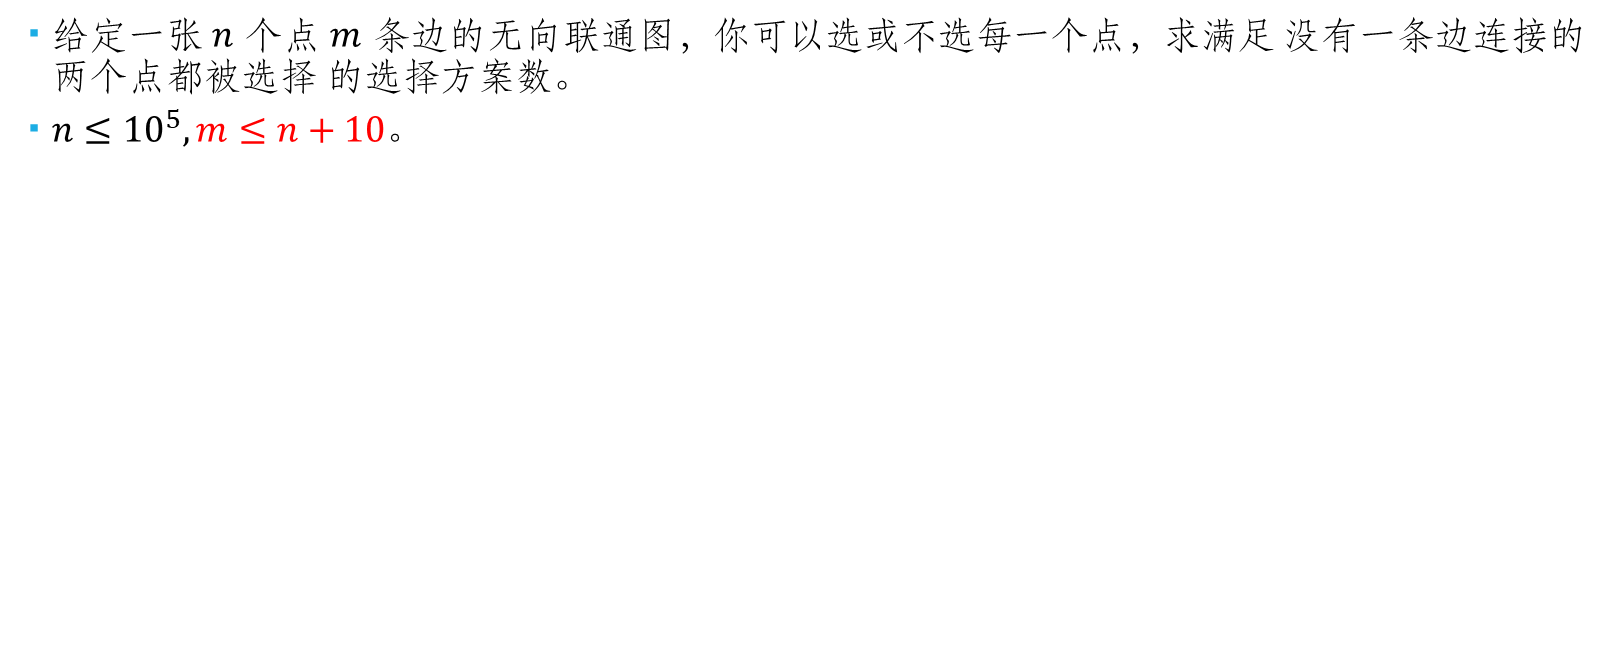 ▪ 给定一张 n 个点 m 条边的无向联通图，你可以选或不选每一个点，求满足 没有一条边连接的
两个点都被选择 的选择方案数。
▪ n ≤ 10⁵, m ≤ n + 10。